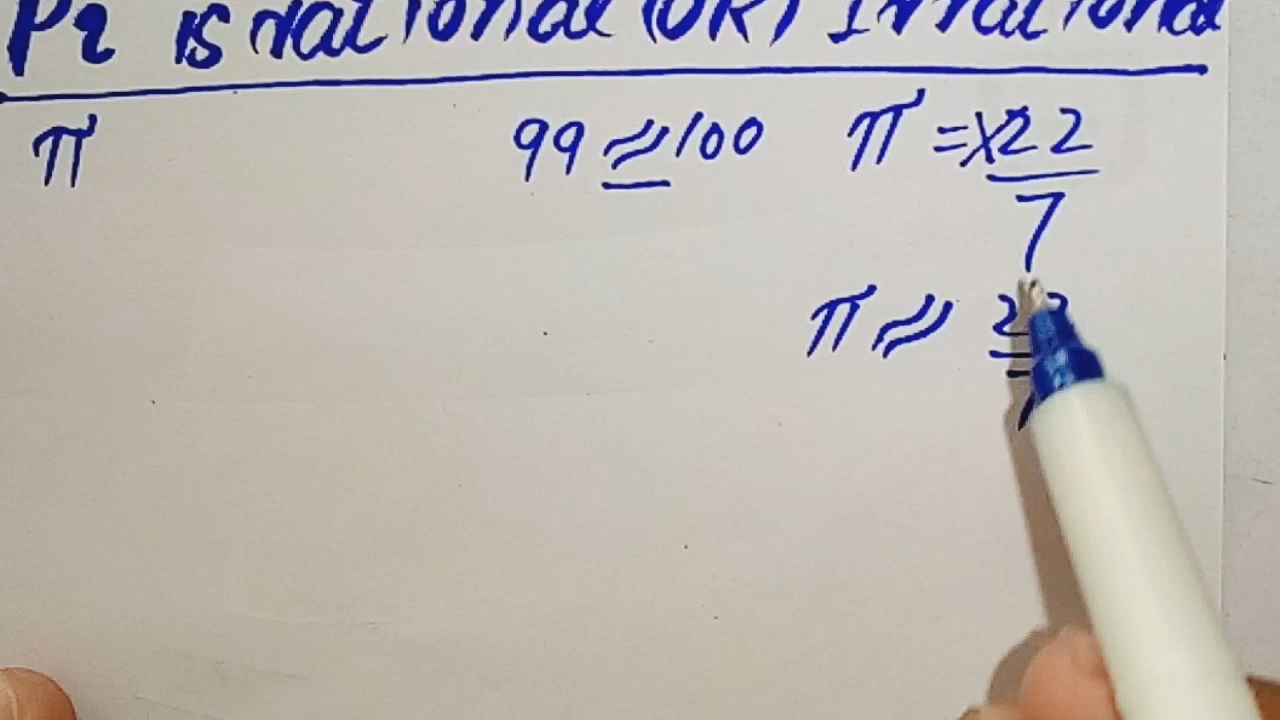 Pi is rational (OR) Irrational
π 99 ≈ 100 π = 22
7
π ≈